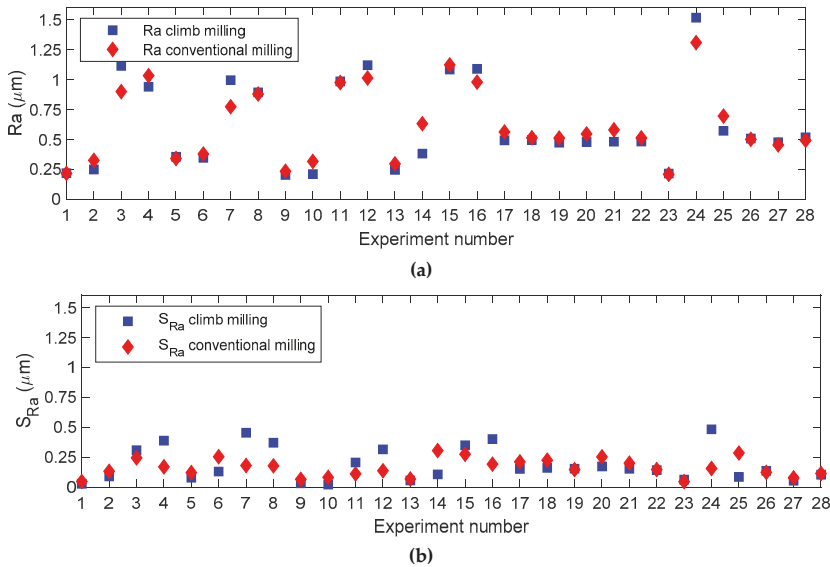 Ra climb milling
Ra conventional milling
Ra (μm)
1.5
1.25
1
0.75
0.5
0.25
0
1 2 3 4 5 6 7 8 9 10 11 12 13 14 15 16 17 18 19 20 21 22 23 24 25 26 27 28
Experiment number
(a)
S_Ra climb milling
S_Ra conventional milling
S_Ra (μm)
1.5
1.25
1
0.75
0.5
0.25
0
1 2 3 4 5 6 7 8 9 10 11 12 13 14 15 16 17 18 19 20 21 22 23 24 25 26 27 28
Experiment number
(b)